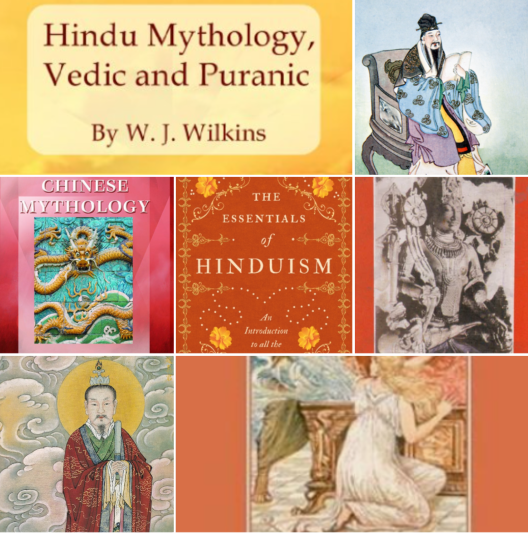 Hindu Mythology,
Vedic and Puranic
By W. J. Wilkins
CHINESE
MYTHOLOGY
THE
ESSENTIALS
of
HINDUISM
An
Introduction
to all the